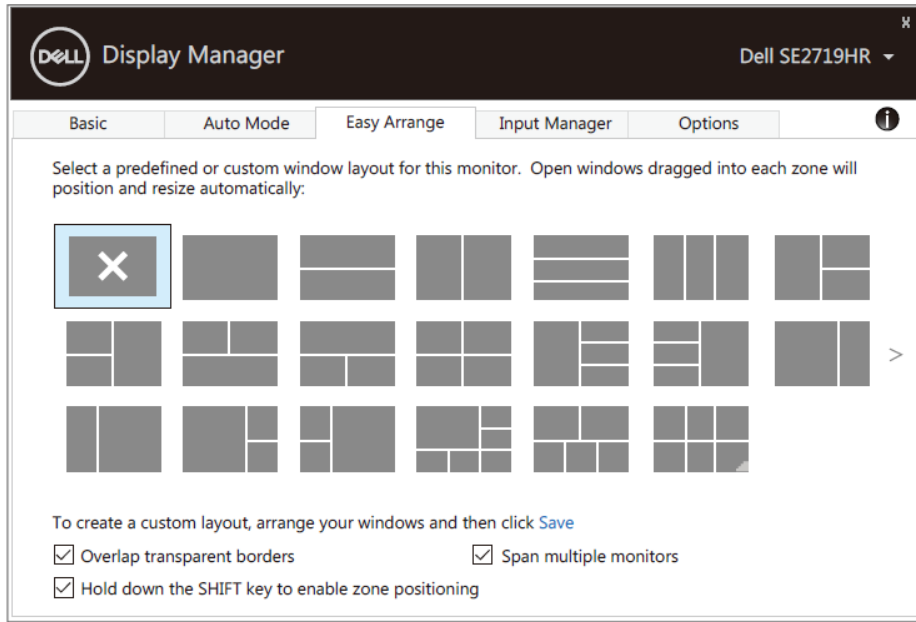 DELL Display Manager
Dell SE2719HR
Basic Auto Mode Easy Arrange Input Manager Options
Select a predefined or custom window layout for this monitor. Open windows dragged into each zone will
position and resize automatically:
>
To create a custom layout, arrange your windows and then click Save
Overlap transparent borders
Span multiple monitors
Hold down the SHIFT key to enable zone positioning